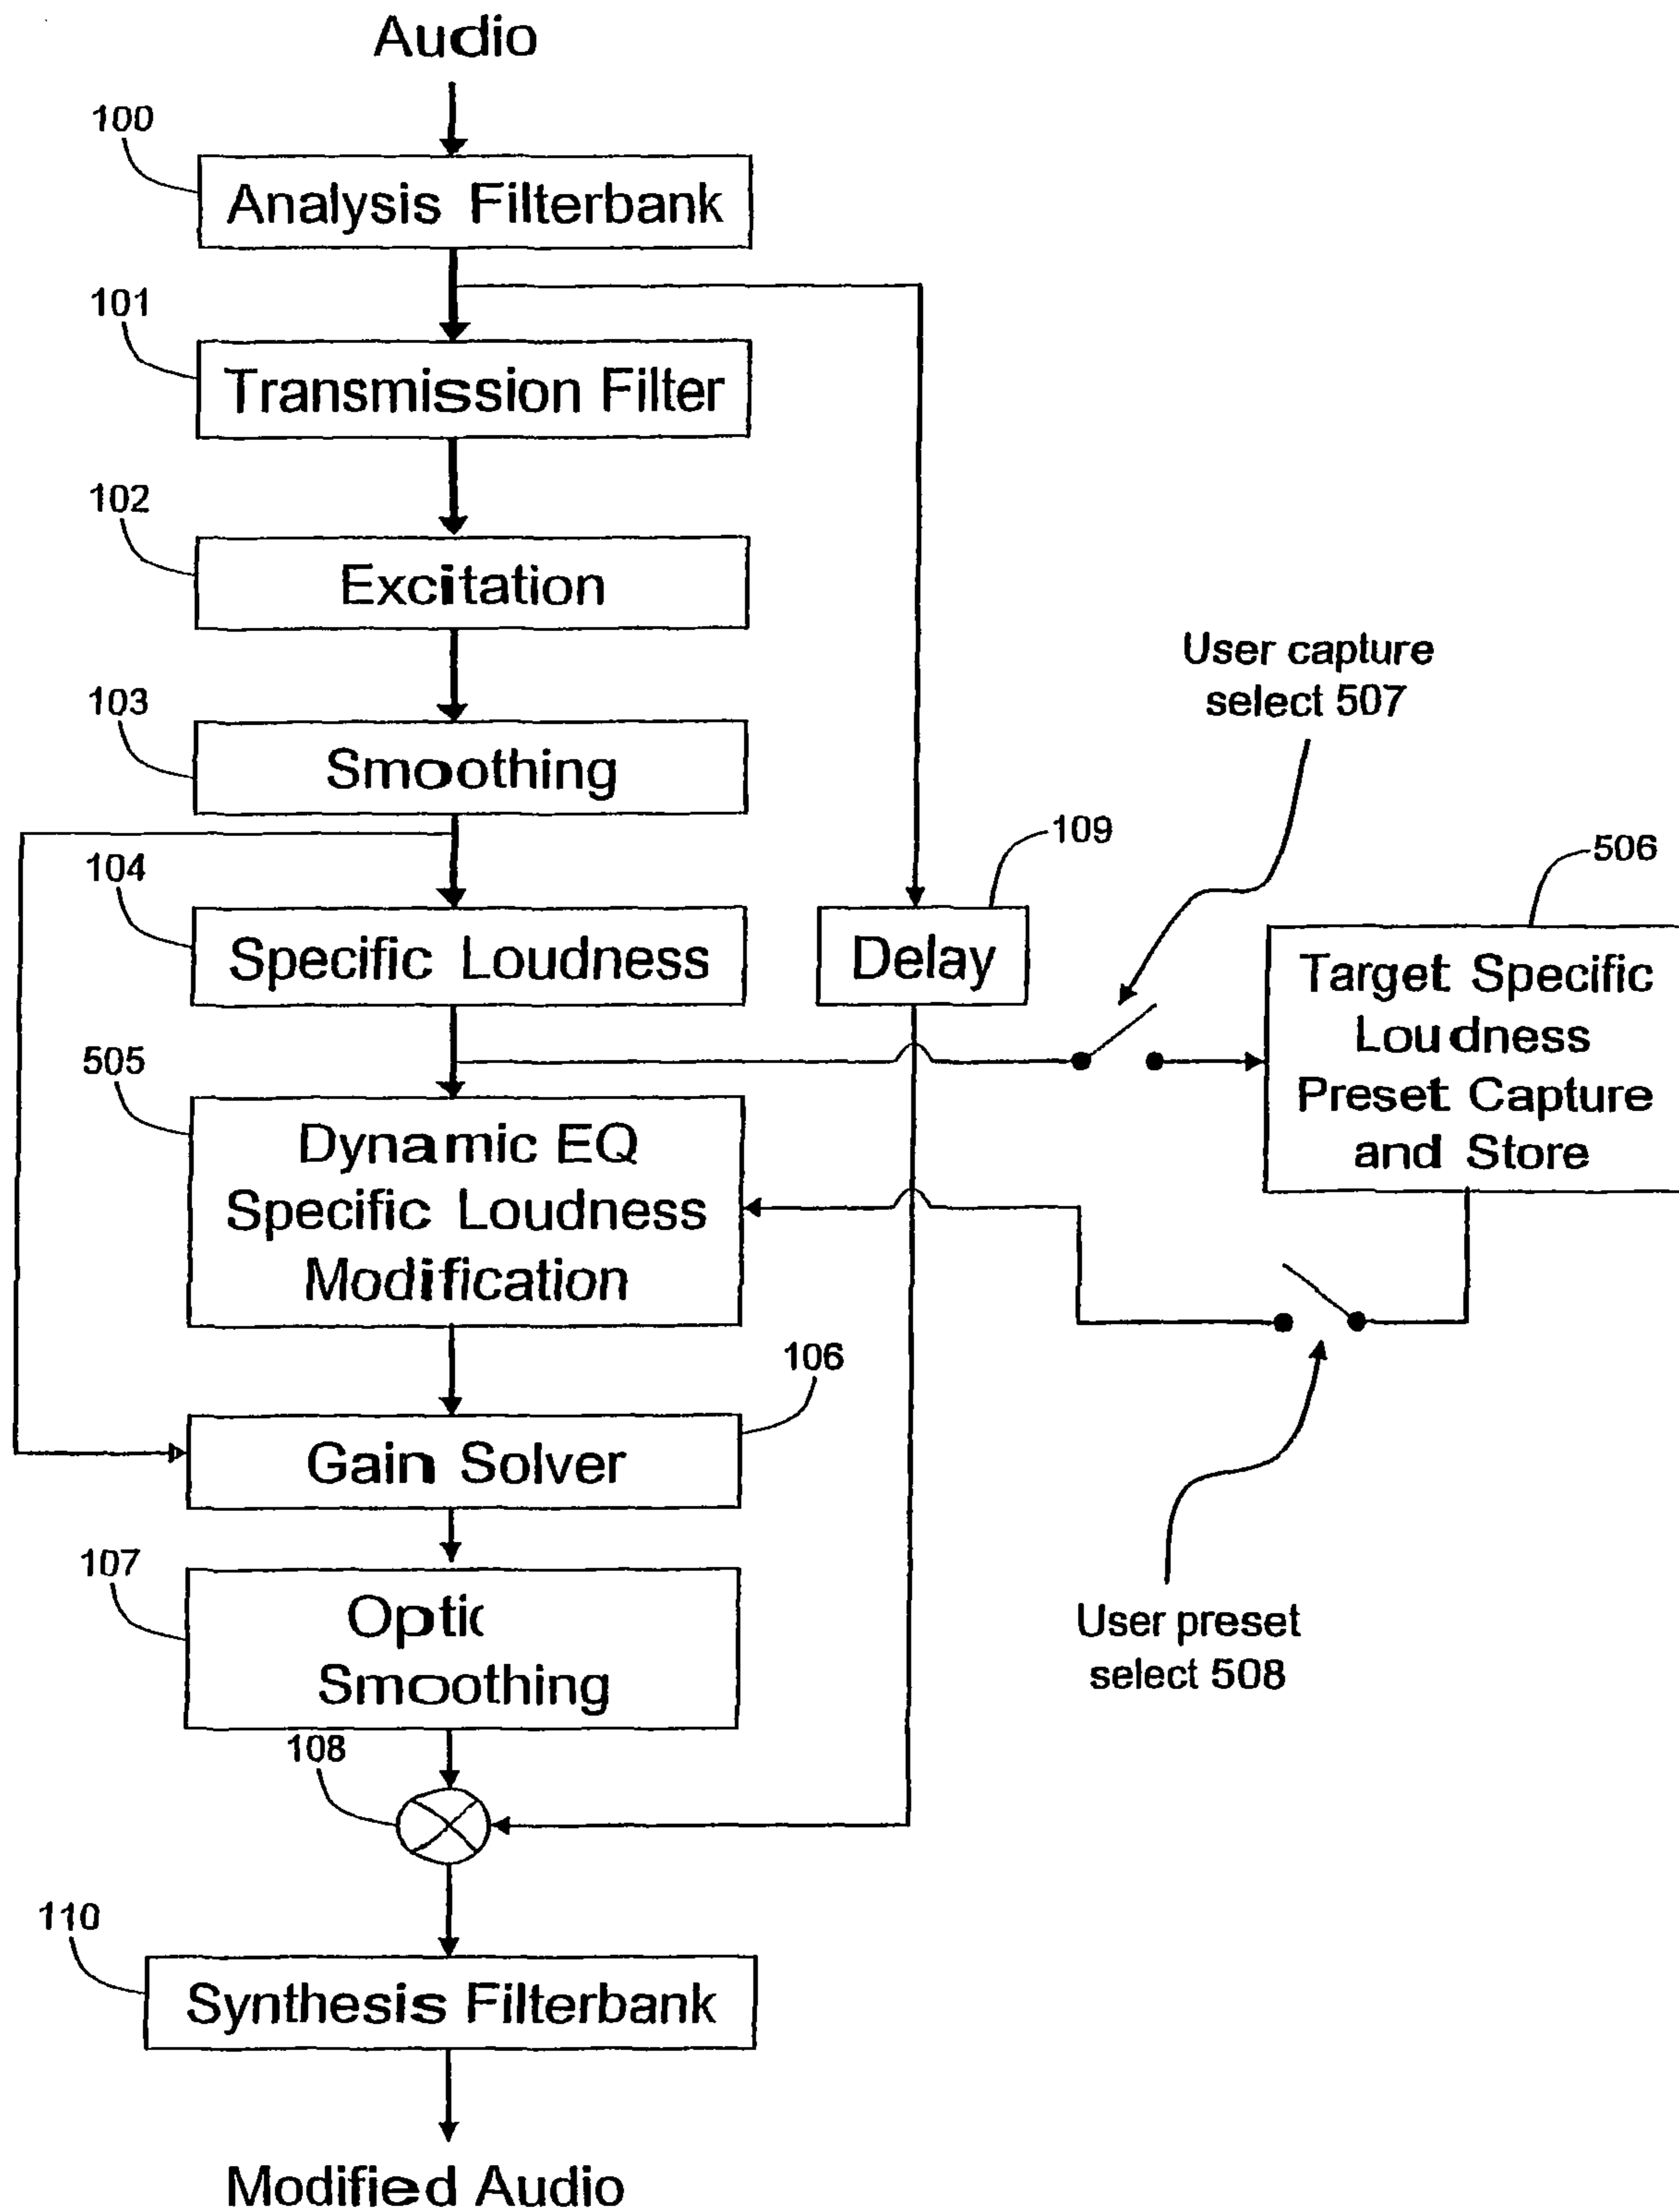 Audio
100
Analysis Filterbank
101
Transmission Filter
102
Excitation
User capture
select 507
103
Smoothing
109
506
104
Specific Loudness
Delay
Target Specific
Loudness
Preset Capture
and Store
505
Dynamic EQ
Specific Loudness
Modification
106
Gain Solver
107
Smoothing
User preset
select 508
108
110
Synthesis Filterbank
Modified Audio